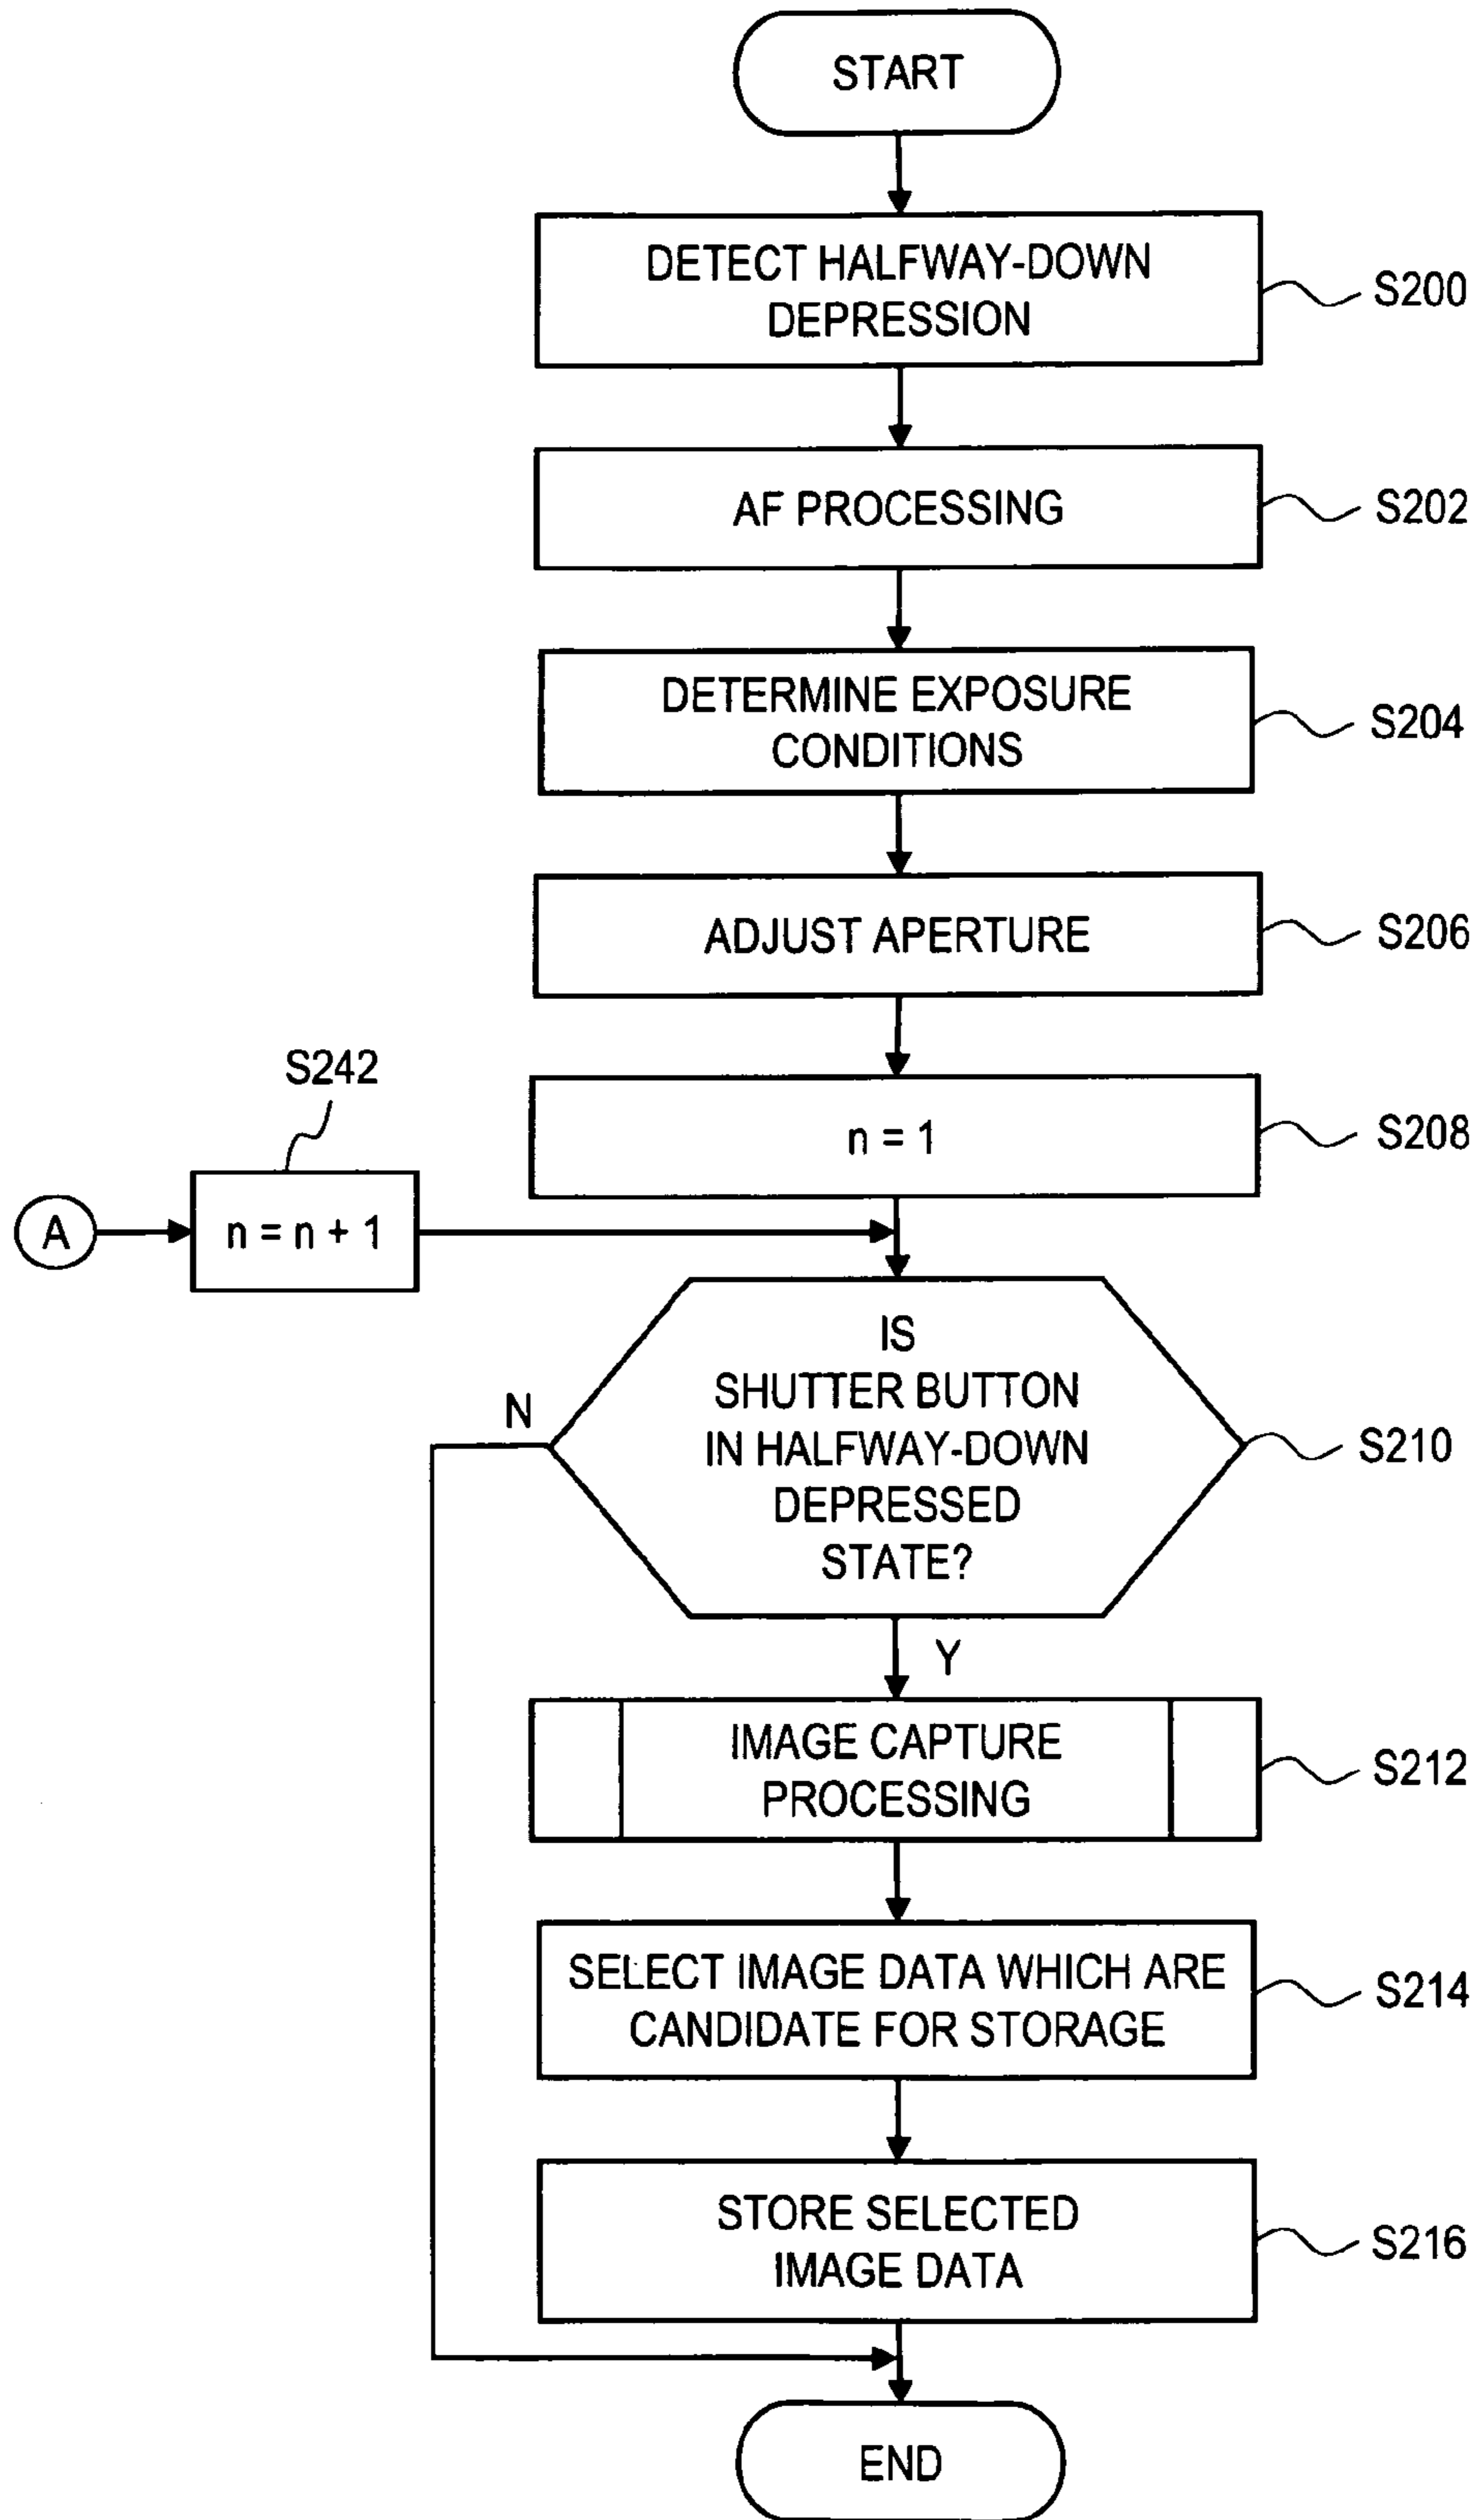 START
DETECT HALFWAY-DOWN
DEPRESSION
S200
AF PROCESSING
S202
DETERMINE EXPOSURE
CONDITIONS
S204
ADJUST APERTURE
S206
S242
n = 1
S208
A
n = n + 1
IS
SHUTTER BUTTON
IN HALFWAY-DOWN
DEPRESSED
STATE?
N
S210
Y
IMAGE CAPTURE
PROCESSING
S212
SELECT IMAGE DATA WHICH ARE
CANDIDATE FOR STORAGE
S214
STORE SELECTED
IMAGE DATA
S216
END